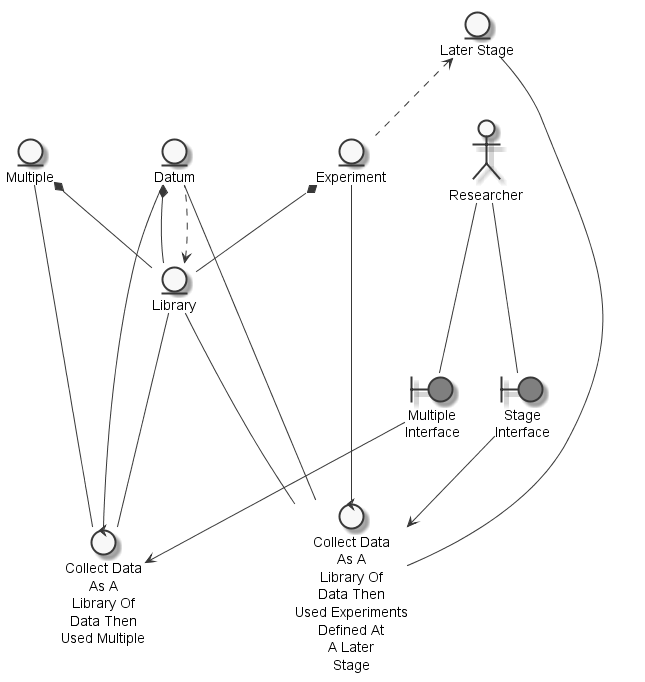 Later Stage
Multiple
Datum
Experiment
Researcher
Library
Multiple
Interface
Stage
Interface
Collect Data
As A
Library Of
Data Then
Used Multiple
Collect Data
As A
Library Of
Data Then
Used Experiments
Defined At
A Later
Stage